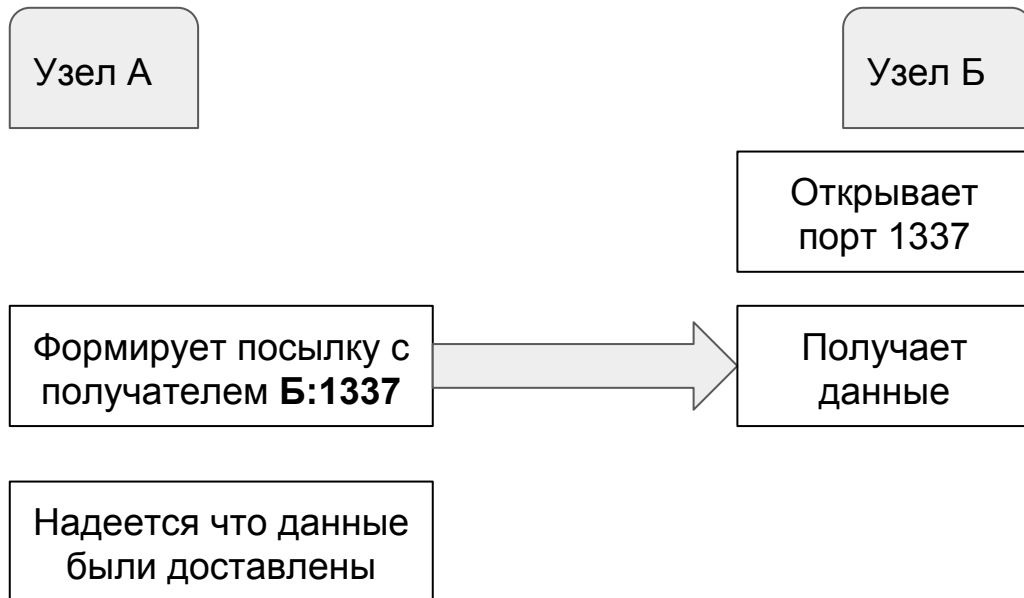 Узел А
Узел Б
Открывает
порт 1337
Формирует посылку с
получателем Б:1337
Получает
данные
Надеется что данные
были доставлены